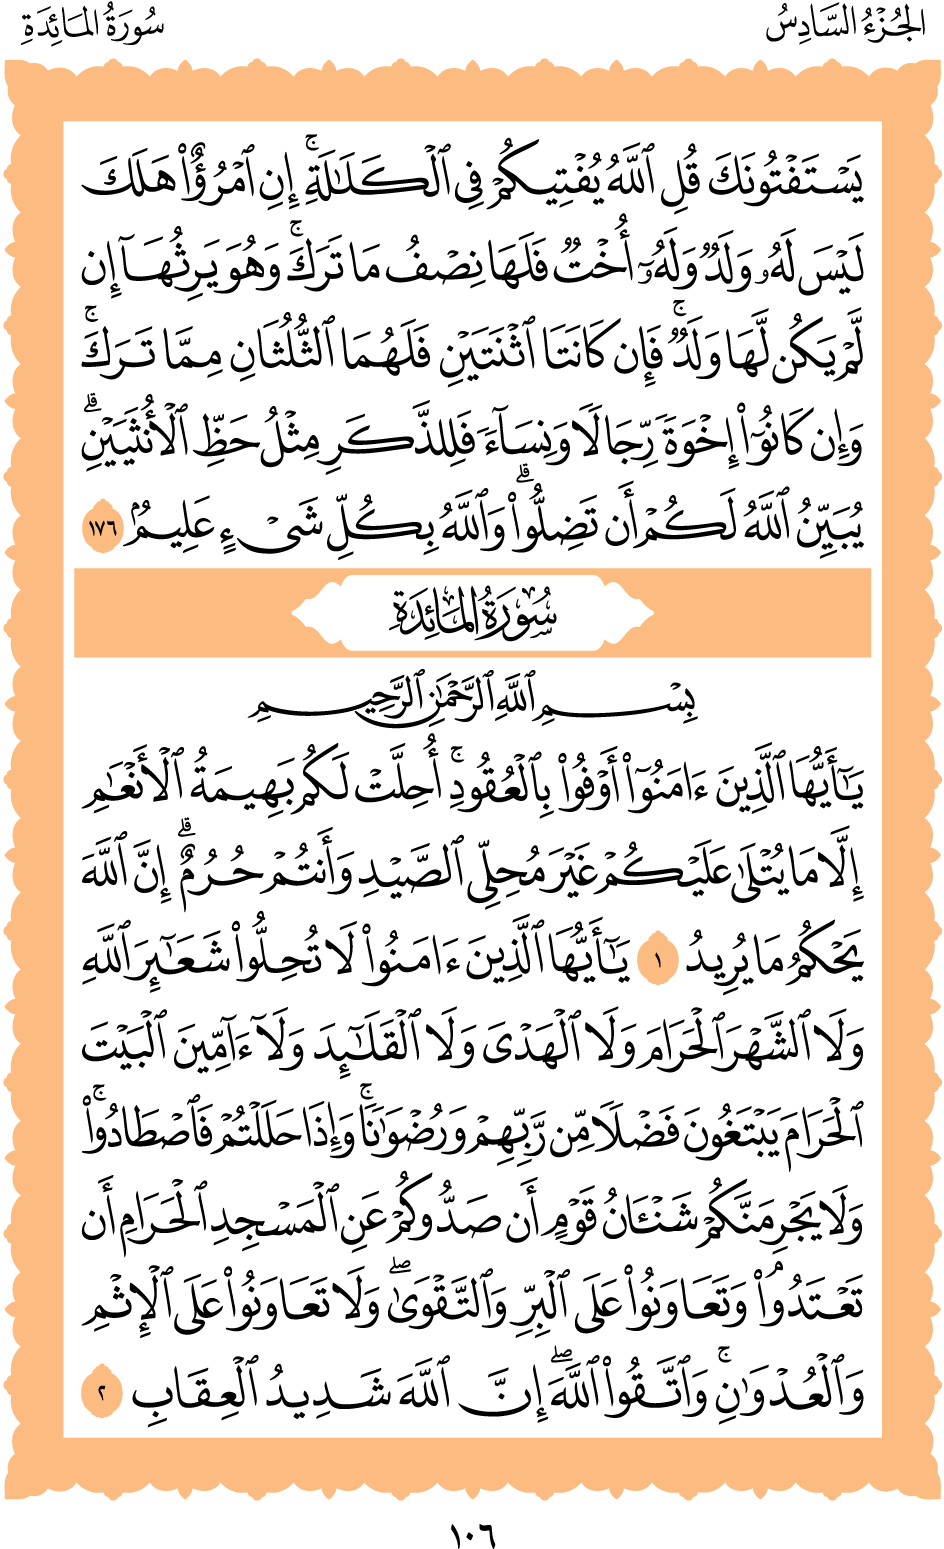 الجُزْءُ السَّادِسُ
سُورَةُ المَائِدَةِ
يَسْتَفْتُونَكَ قُلِ ٱللَّهُ يُفْتِيكُمْ فِى ٱلْكَلَـٰلَةِ ۚ إِنِ ٱمْرُؤٌا۟ هَلَكَ
لَيْسَ لَهُۥ وَلَدٌ وَلَهُۥٓ أُخْتٌ فَلَهَا نِصْفُ مَا تَرَكَ ۚ وَهُوَ يَرِثُهَآ إِن
لَّمْ يَكُن لَّهَا وَلَدٌ ۚ فَإِن كَانَتَا ٱثْنَتَيْنِ فَلَهُمَا ٱلثُّلُثَانِ مِمَّا تَرَكَ ۚ
وَإِن كَانُوٓا۟ إِخْوَةً رِّجَالًا وَنِسَآءً فَلِلذَّكَرِ مِثْلُ حَظِّ ٱلْأُنثَيَيْنِ ۗ
يُبَيِّنُ ٱللَّهُ لَكُمْ أَن تَضِلُّوا۟ ۗ وَٱللَّهُ بِكُلِّ شَىْءٍ عَلِيمٌۢ ١٧٦
سُورَةُ المَائِدَةِ
بِسْمِ ٱللَّهِ ٱلرَّحْمَـٰنِ ٱلرَّحِيمِ
يَـٰٓأَيُّهَا ٱلَّذِينَ ءَامَنُوٓا۟ أَوْفُوا۟ بِٱلْعُقُودِ ۚ أُحِلَّتْ لَكُم بَهِيمَةُ ٱلْأَنْعَـٰمِ
إِلَّا مَا يُتْلَىٰ عَلَيْكُمْ غَيْرَ مُحِلِّى ٱلصَّيْدِ وَأَنتُمْ حُرُمٌ ۗ إِنَّ ٱللَّهَ
يَحْكُمُ مَا يُرِيدُ ١ يَـٰٓأَيُّهَا ٱلَّذِينَ ءَامَنُوا۟ لَا تُحِلُّوا۟ شَعَـٰٓئِرَ ٱللَّهِ
وَلَا ٱلشَّهْرَ ٱلْحَرَامَ وَلَا ٱلْهَدْىَ وَلَا ٱلْقَلَـٰٓئِدَ وَلَآ ءَآمِّينَ ٱلْبَيْتَ
ٱلْحَرَامَ يَبْتَغُونَ فَضْلًا مِّن رَّبِّهِمْ وَرِضْوَٰنًا ۚ وَإِذَا حَلَلْتُمْ فَٱصْطَادُوا۟ ۚ
وَلَا يَجْرِمَنَّكُمْ شَنَـَٔانُ قَوْمٍ أَن صَدُّوكُمْ عَنِ ٱلْمَسْجِدِ ٱلْحَرَامِ أَن
تَعْتَدُوا۟ ۘ وَتَعَاوَنُوا۟ عَلَى ٱلْبِرِّ وَٱلتَّقْوَىٰ ۖ وَلَا تَعَاوَنُوا۟ عَلَى ٱلْإِثْمِ
وَٱلْعُدْوَٰنِ ۚ وَٱتَّقُوا۟ ٱللَّهَ ۖ إِنَّ ٱللَّهَ شَدِيدُ ٱلْعِقَابِ ٢
١٠٦